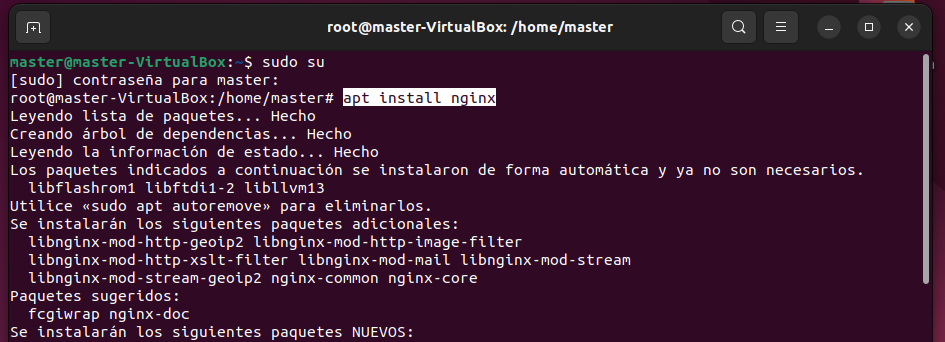 root@master-VirtualBox: /home/master
master@master-VirtualBox:~$ sudo su
[sudo] contraseña para master:
root@master-VirtualBox:/home/master# apt install nginx
Leyendo lista de paquetes... Hecho
Creando árbol de dependencias... Hecho
Leyendo la información de estado... Hecho
Los paquetes indicados a continuación se instalaron de forma automática y ya no son necesarios.
  libflashrom1 libftdi1-2 libllvm13
Utilice «sudo apt autoremove» para eliminarlos.
Se instalarán los siguientes paquetes adicionales:
  libnginx-mod-http-geoip2 libnginx-mod-http-image-filter
  libnginx-mod-http-xslt-filter libnginx-mod-mail libnginx-mod-stream
  libnginx-mod-stream-geoip2 nginx-common nginx-core
Paquetes sugeridos:
  fcgiwrap nginx-doc
Se instalarán los siguientes paquetes NUEVOS: